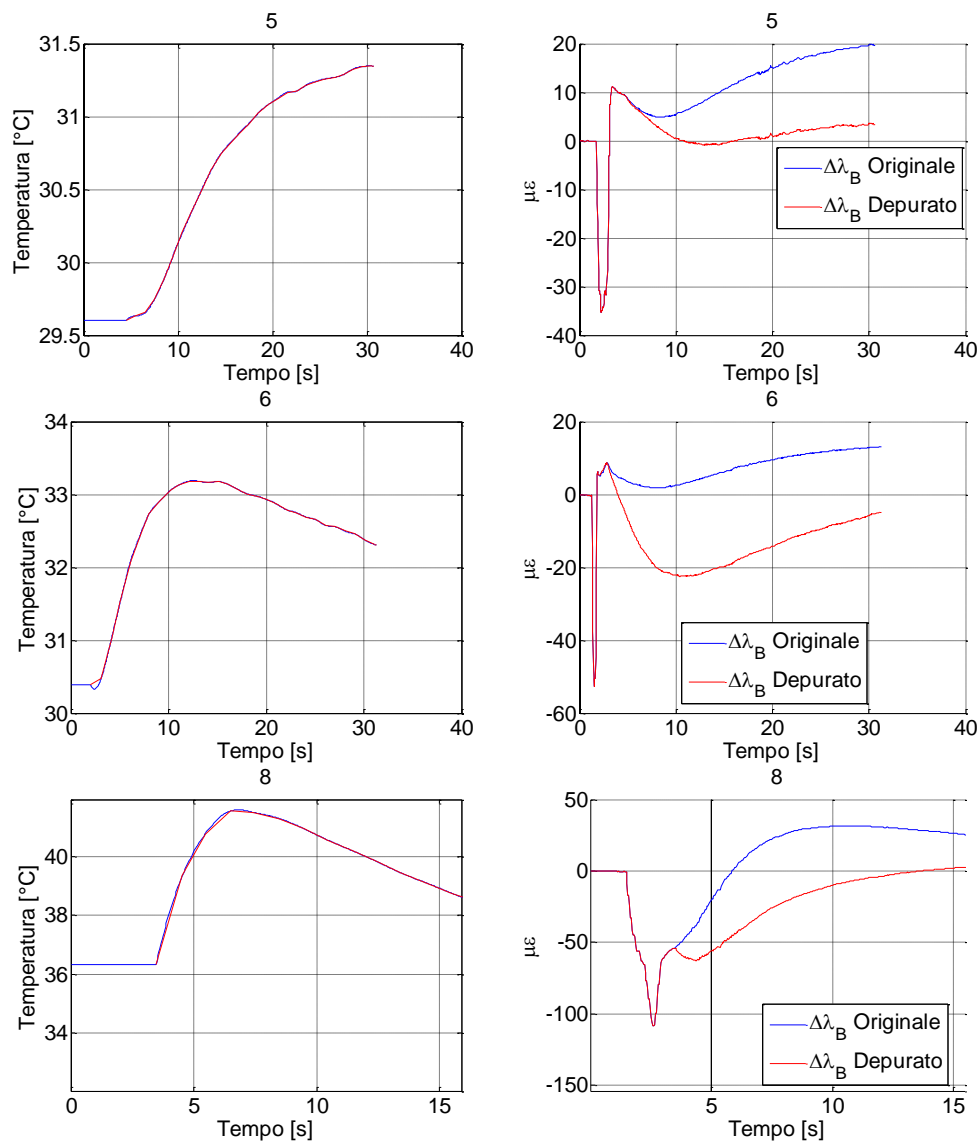 5
5
31.5
31
30.5
30
29.5
Temperatura [°C]
0 10 20 30 40
Tempo [s]
20
10
0
-10
-20
-30
-40
με
Δλ_B Originale
Δλ_B Depurato
0 10 20 30 40
Tempo [s]
6
6
34
33
32
31
30
Temperatura [°C]
0 10 20 30 40
Tempo [s]
20
0
-20
-40
-60
με
Δλ_B Originale
Δλ_B Depurato
0 10 20 30 40
Tempo [s]
8
8
40
38
36
34
Temperatura [°C]
0 5 10 15
Tempo [s]
50
0
-50
-100
-150
με
Δλ_B Originale
Δλ_B Depurato
5 10 15
Tempo [s]